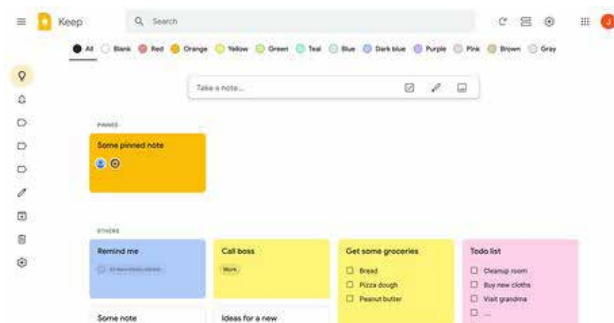 Keep
Search
J
All Blank Red Orange Yellow Green Teal Blue Dark blue Purple Pink Brown Gray
Take a note...
PINNED
Some pinned note
OTHERS
Remind me
Call boss
Work
Get some groceries
Bread
Pizza dough
Peanut butter
Todo list
Cleanup room
Buy new cloths
Visit grandma
...
Some note
Ideas for a new